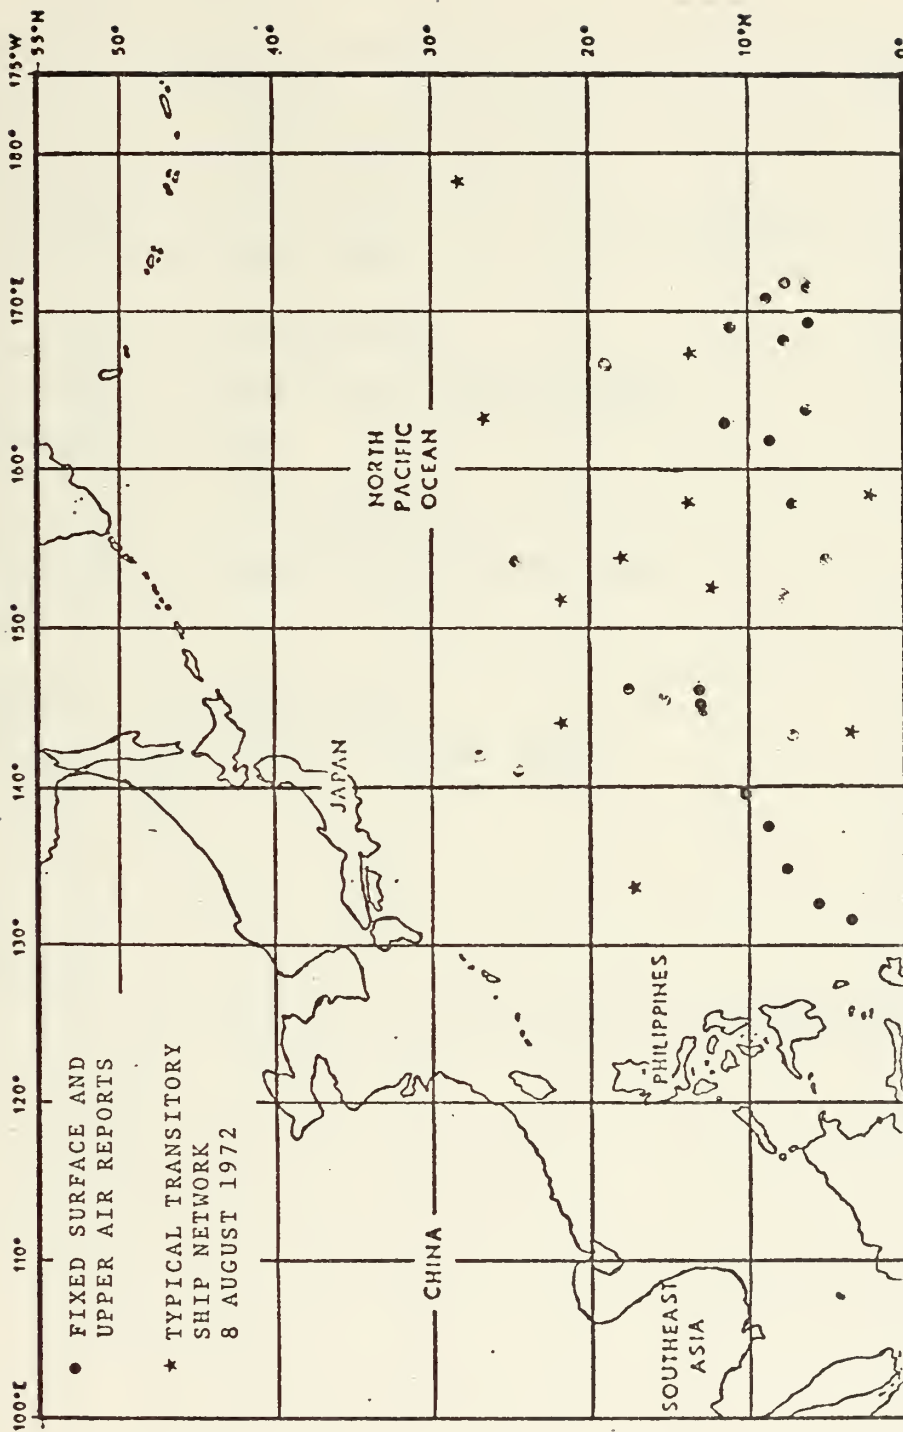 ● FIXED SURFACE AND
UPPER AIR REPORTS
★ TYPICAL TRANSITORY
SHIP NETWORK
8 AUGUST 1972
100°E
110°
120°
130°
140°
150°
160°
170°E
180°
175°W
55°N
50°
40°
30°
20°
10°N
0°
CHINA
JAPAN
NORTH
PACIFIC
OCEAN
SOUTHEAST
ASIA
PHILIPPINES